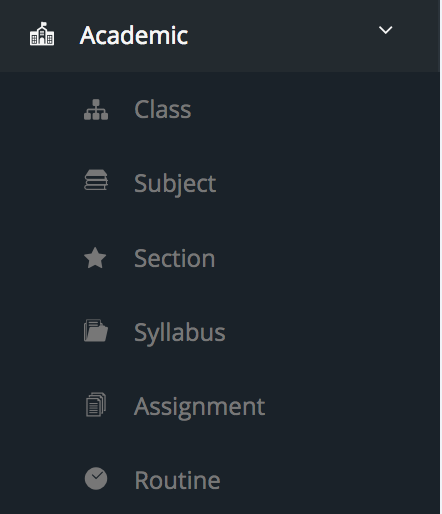 Academic
Class
Subject
Section
Syllabus
Assignment
Routine